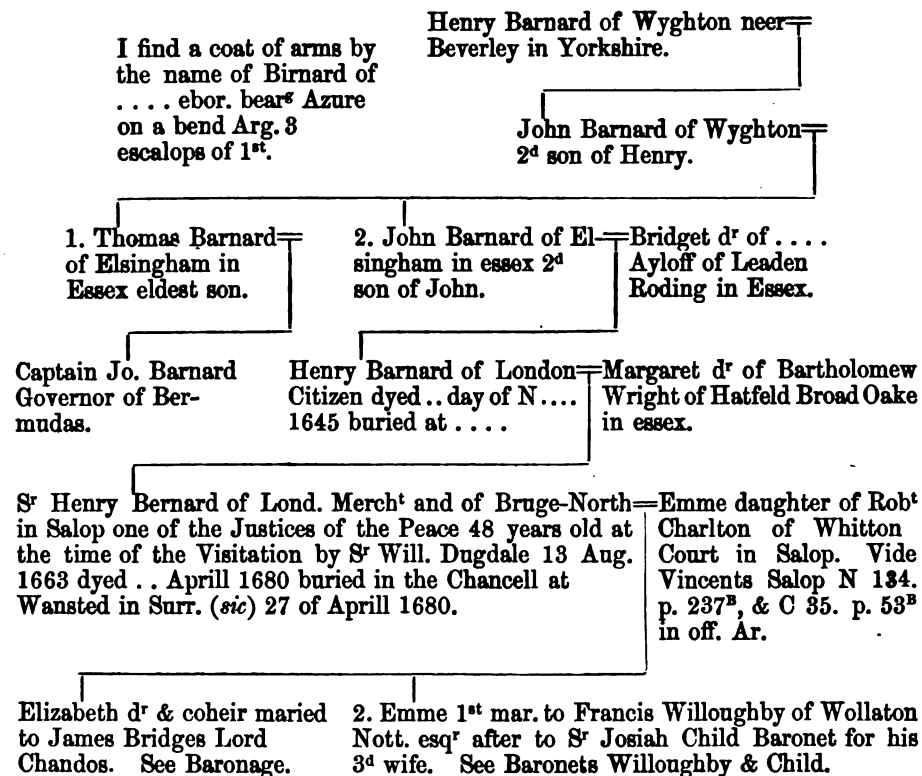 Henry Barnard of Wyghton neer
Beverley in Yorkshire.
I find a coat of arms by
the name of Birnard of
. . . . ebor. bearᵍ Azure
on a bend Arg. 3
escalops of 1ˢᵗ.
John Barnard of Wyghton
2ᵈ son of Henry.
1. Thomas Barnard
of Elsingham in
Essex eldest son.
2. John Barnard of El-
singham in essex 2ᵈ
son of John.
Bridget dʳ of . . . .
Ayloff of Leaden
Roding in Essex.
Captain Jo. Barnard
Governor of Ber-
mudas.
Henry Barnard of London
Citizen dyed . . day of N . . . .
1645 buried at . . . .
Margaret dʳ of Bartholomew
Wright of Hatfeld Broad Oake
in essex.
Sʳ Henry Bernard of Lond. Merchᵗ and of Bruge-North
in Salop one of the Justices of the Peace 48 years old at
the time of the Visitation by Sʳ Will. Dugdale 13 Aug.
1663 dyed . . Aprill 1680 buried in the Chancell at
Wansted in Surr. (sic) 27 of Aprill 1680.
Emme daughter of Robᵗ
Charlton of Whitton
Court in Salop. Vide
Vincents Salop N 134.
p. 237ᴮ, & C 35. p. 53ᴮ
in off. Ar.
Elizabeth dʳ & coheir maried
to James Bridges Lord
Chandos. See Baronage.
2. Emme 1ˢᵗ mar. to Francis Willoughby of Wollaton
Nott. esqʳ after to Sʳ Josiah Child Baronet for his
3ᵈ wife. See Baronets Willoughby & Child.